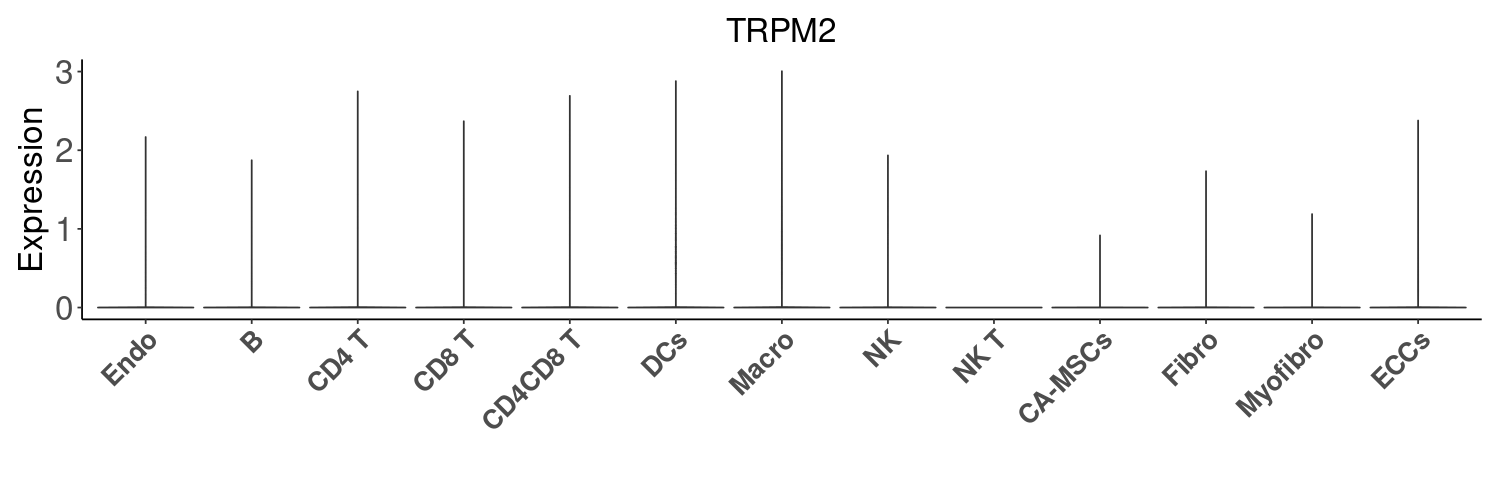 TRPM2
Expression
3
2
1
0
Endo
B
CD4 T
CD8 T
CD4CD8 T
DCs
Macro
NK
NK T
CA-MSCs
Fibro
Myofibro
ECCs